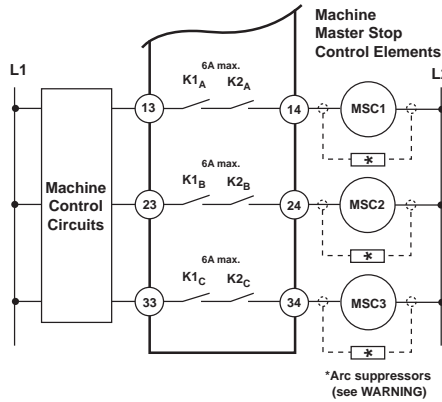 Machine
Master Stop
Control Elements
L1
6A max.
K1A K2A
13
14
MSC1
*
Machine
Control
Circuits
6A max.
K1B K2B
23
24
MSC2
*
6A max.
K1C K2C
33
34
MSC3
*
*Arc suppressors
(see WARNING)